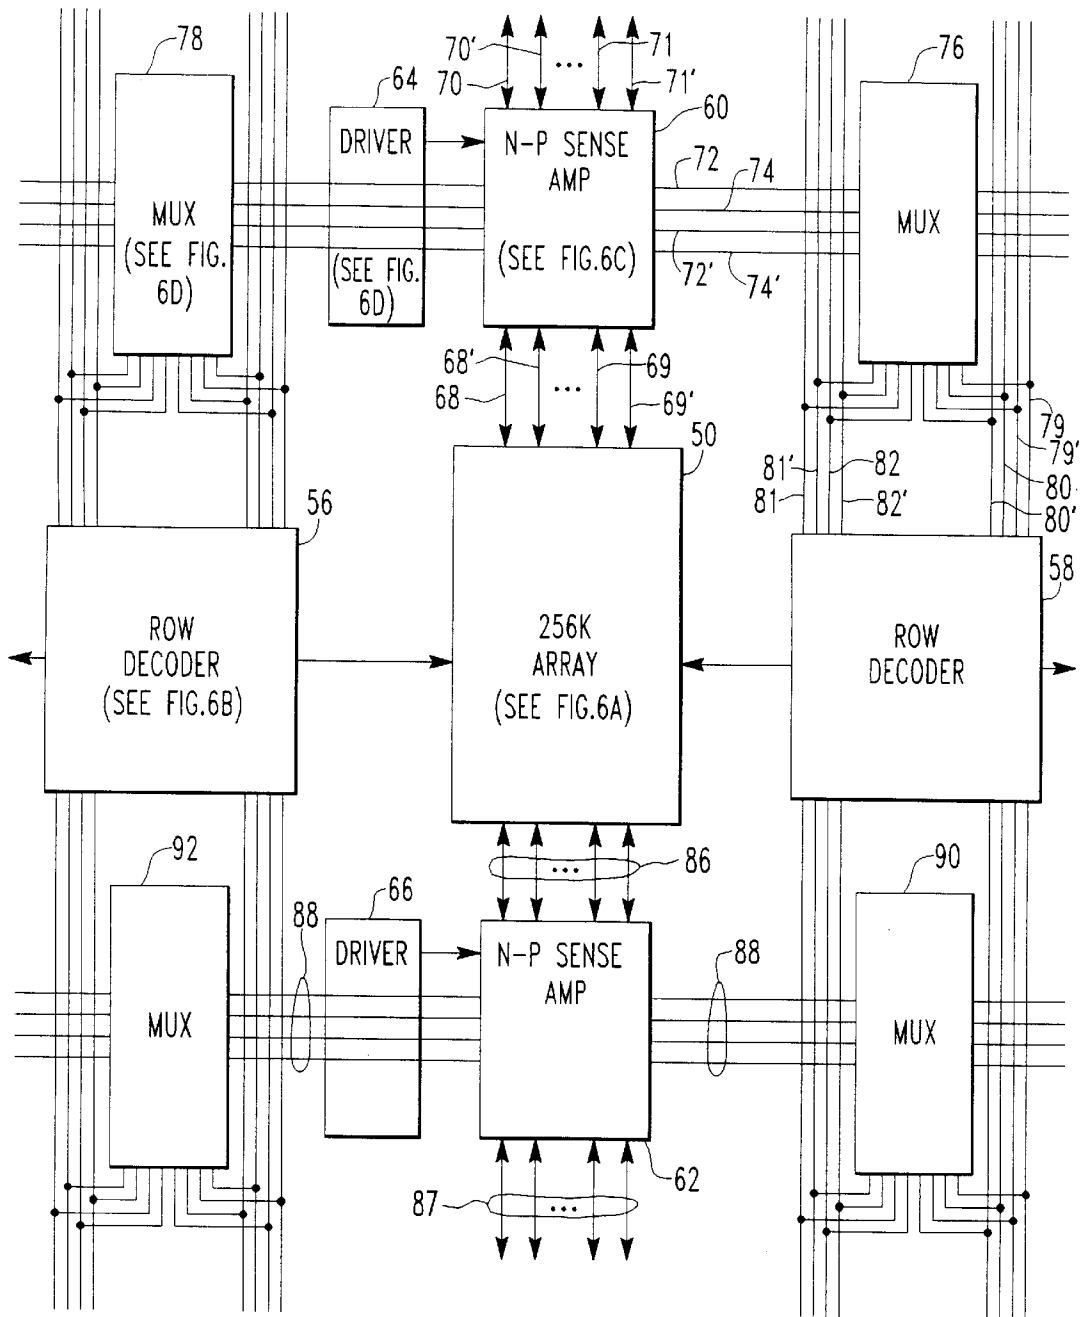 78
70'
70
71
71'
76
64
60
DRIVER
N-P SENSE
AMP
(SEE FIG.6C)
MUX
(SEE FIG.
6D)
(SEE FIG.
6D)
72
74
72'
74'
MUX
68'
68
69
69'
50
79
79'
80
80'
81'
81
82
82'
56
58
ROW
DECODER
(SEE FIG.6B)
256K
ARRAY
(SEE FIG.6A)
ROW
DECODER
86
92
66
90
88
DRIVER
N-P SENSE
AMP
88
MUX
MUX
62
87